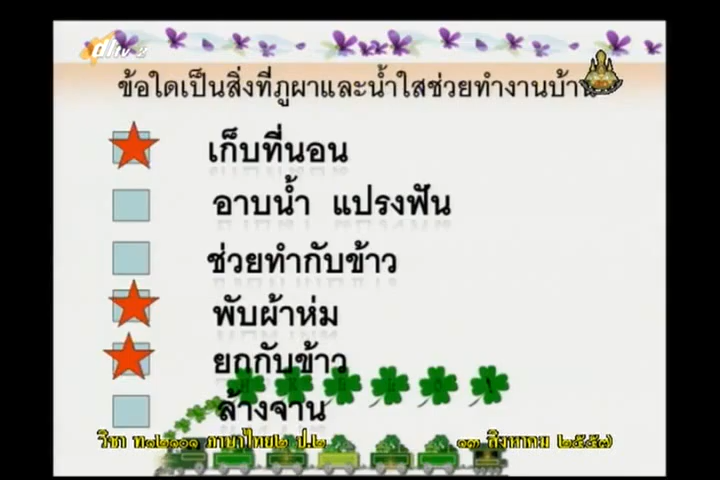 dltv 2
ข้อใดเป็นสิ่งที่ภูผาและน้ำใสช่วยทำงานบ้าน
เก็บที่นอน
อาบน้ำ แปรงฟัน
ช่วยทำกับข้าว
พับผ้าห่ม
ยกกับข้าว
ล้างจาน
วิชา ท๑๒๑๐๑ ภาษาไทย๒ ป.๒
๑๓ สิงหาคม ๒๕๕๗